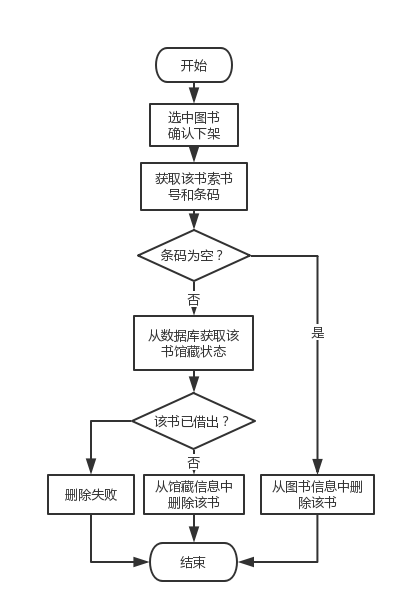 开始
选中图书
确认下架
获取该书索书
号和条码
条码为空？
否
是
从数据库获取该
书馆藏状态
该书已借出？
否
删除失败
从馆藏信息中
删除该书
从图书信息中删
除该书
结束